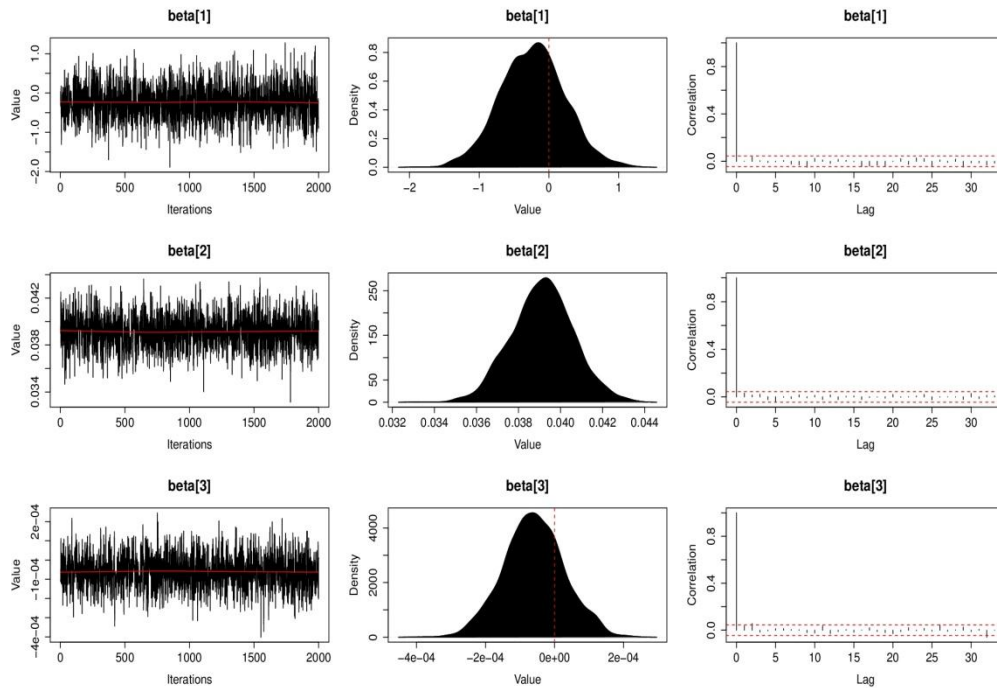 beta[1] beta[1] beta[1]
Value −2.0 −1.0 0.0 1.0
0 500 1000 1500 2000
Iterations
Density 0.0 0.2 0.4 0.6 0.8
−2 −1 0 1
Value
Correlation 0.0 0.4 0.8
0 5 10 15 20 25 30
Lag
beta[2] beta[2] beta[2]
Value 0.034 0.038 0.042
0 500 1000 1500 2000
Iterations
Density 0 50 150 250
0.032 0.034 0.036 0.038 0.040 0.042 0.044
Value
Correlation 0.0 0.4 0.8
0 5 10 15 20 25 30
Lag
beta[3] beta[3] beta[3]
Value −4e−04 −1e−04 2e−04
0 500 1000 1500 2000
Iterations
Density 0 2000 4000
−4e−04 −2e−04 0e+00 2e−04
Value
Correlation 0.0 0.4 0.8
0 5 10 15 20 25 30
Lag